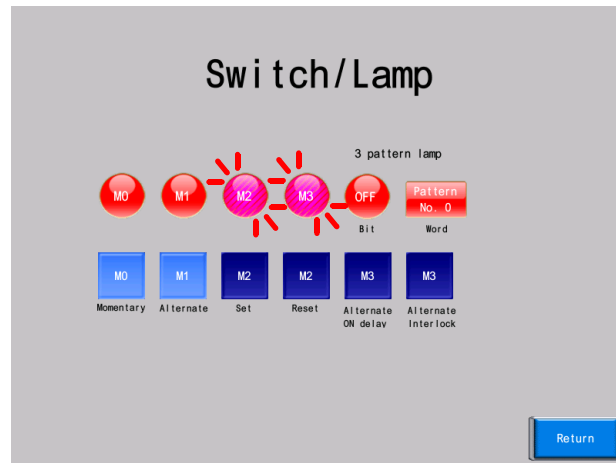 Switch/Lamp
3 pattern lamp
M0
M1
M2
M3
OFF
Pattern
No. 0
Bit
Word
M0
M1
M2
M2
M3
M3
Momentary
Alternate
Set
Reset
Alternate
ON delay
Alternate
Interlock
Return